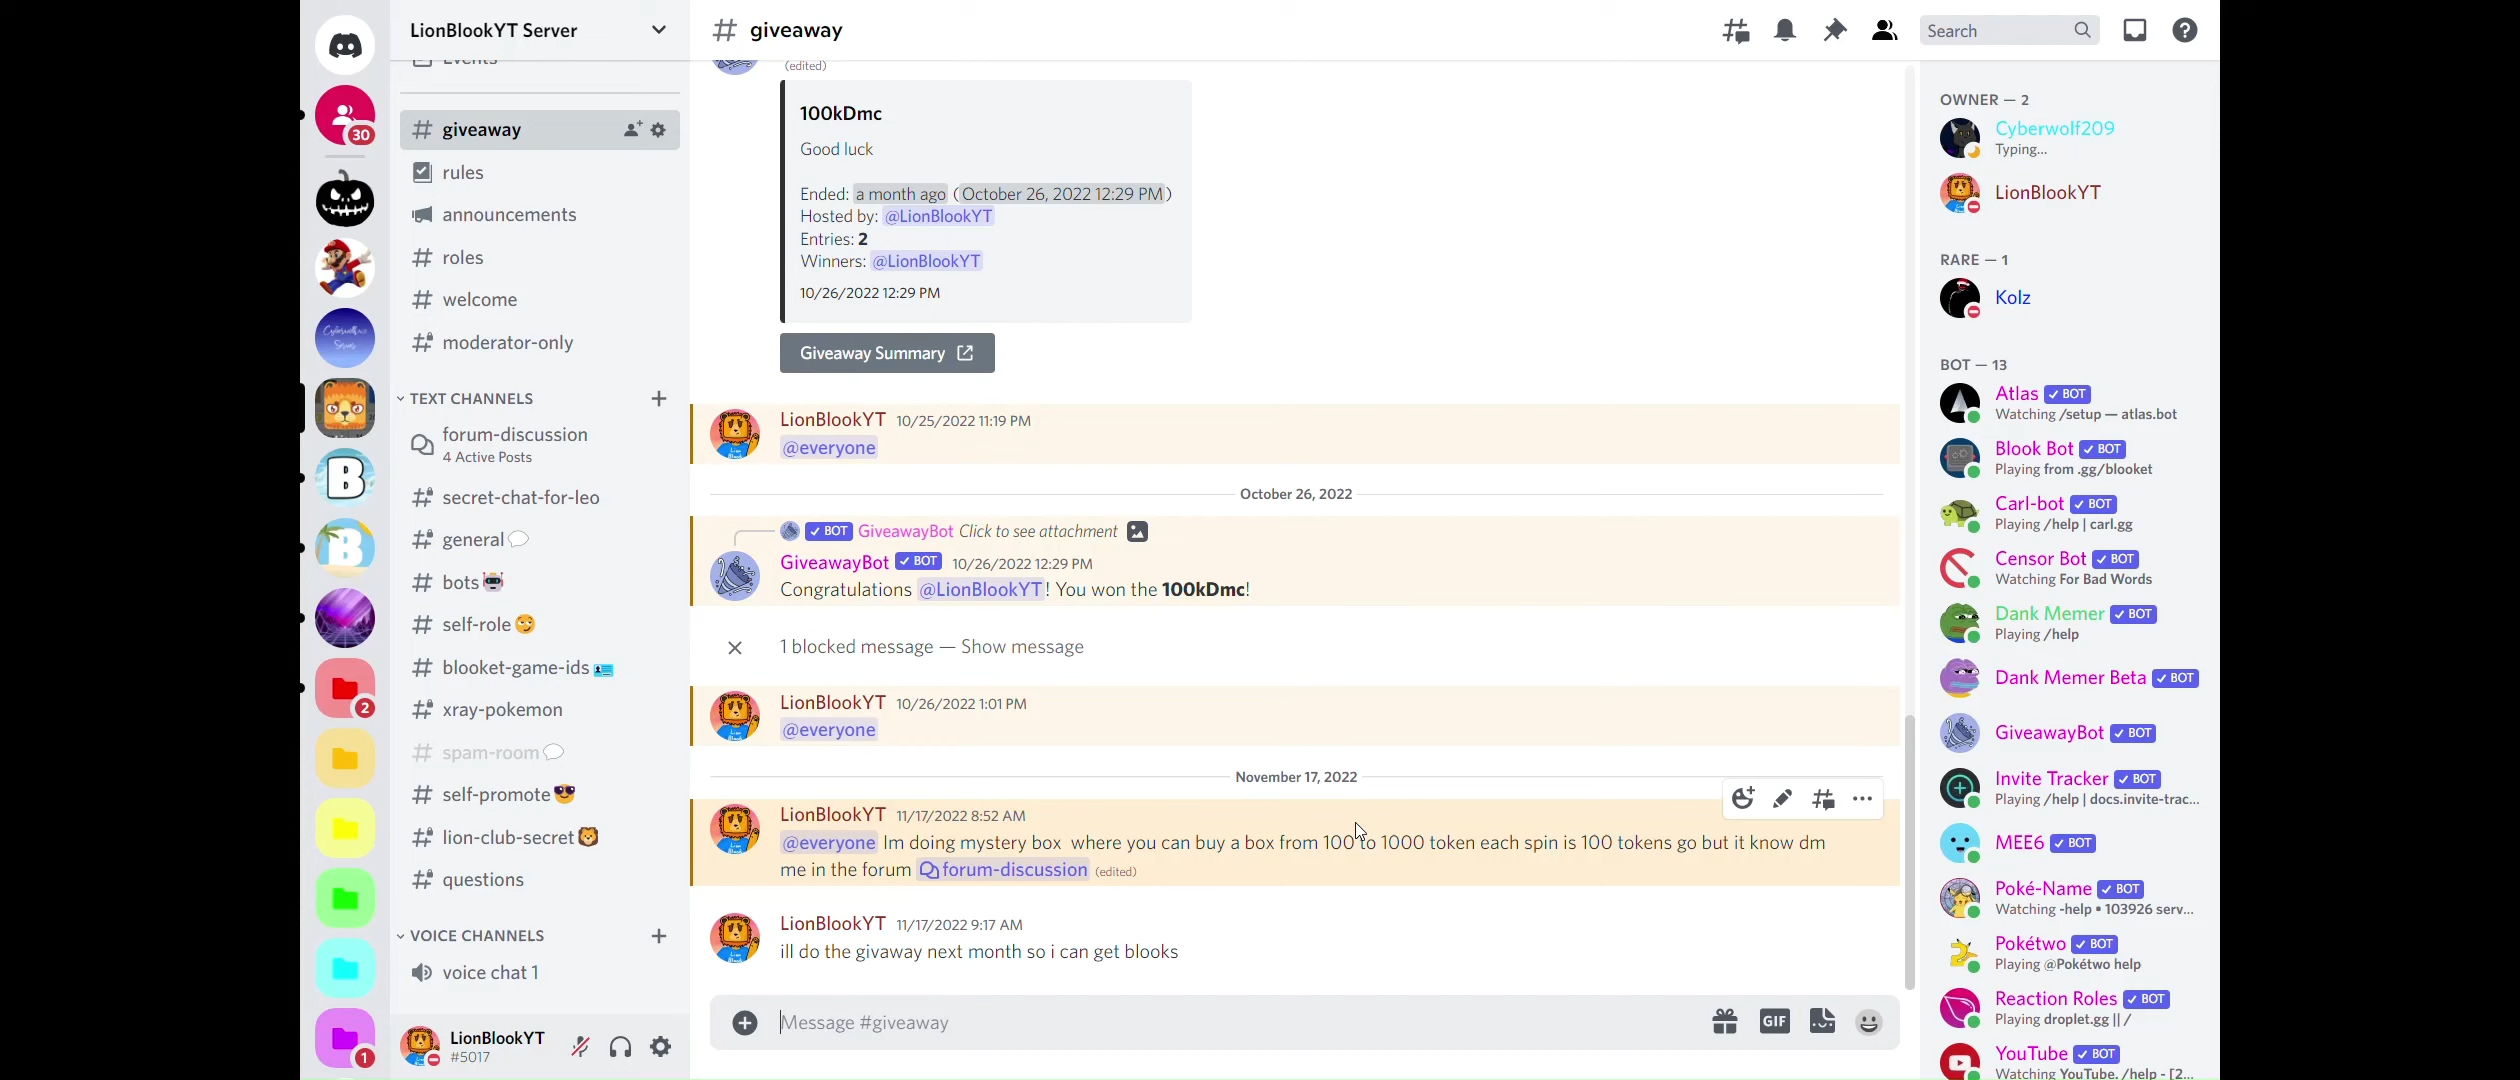 LionBlookYT Server
Events
giveaway
rules
announcements
roles
welcome
moderator-only
TEXT CHANNELS
forum-discussion
4 Active Posts
secret-chat-for-leo
general
bots
self-role
blooket-game-ids
xray-pokemon
spam-room
self-promote
lion-club-secret
questions
VOICE CHANNELS
voice chat 1
LionBlookYT
#5017
30
B
B
2
1
giveaway
Search
(edited)
100kDmc
Good luck
Ended: a month ago (October 26, 2022 12:29 PM)
Hosted by: @LionBlookYT
Entries: 2
Winners: @LionBlookYT
10/26/2022 12:29 PM
Giveaway Summary
LionBlookYT 10/25/2022 11:19 PM
@everyone
October 26, 2022
BOT GiveawayBot Click to see attachment
GiveawayBot BOT 10/26/2022 12:29 PM
Congratulations @LionBlookYT! You won the 100kDmc!
1 blocked message — Show message
LionBlookYT 10/26/2022 1:01 PM
@everyone
November 17, 2022
LionBlookYT 11/17/2022 8:52 AM
@everyone Im doing mystery box where you can buy a box from 100 to 1000 token each spin is 100 tokens go but it know dm
me in the forum forum-discussion (edited)
LionBlookYT 11/17/2022 9:17 AM
ill do the givaway next month so i can get blooks
Message #giveaway
GIF
OWNER — 2
Cyberwolf209
Typing...
LionBlookYT
RARE — 1
Kolz
BOT — 13
Atlas BOT
Watching /setup — atlas.bot
Blook Bot BOT
Playing from .gg/blooket
Carl-bot BOT
Playing /help | carl.gg
Censor Bot BOT
Watching For Bad Words
Dank Memer BOT
Playing /help
Dank Memer Beta BOT
GiveawayBot BOT
Invite Tracker BOT
Playing /help | docs.invite-trac...
MEE6 BOT
Poké-Name BOT
Watching -help • 103926 serv...
Pokétwo BOT
Playing @Pokétwo help
Reaction Roles BOT
Playing droplet.gg || /
YouTube BOT
Watching YouTube. /help - [2...